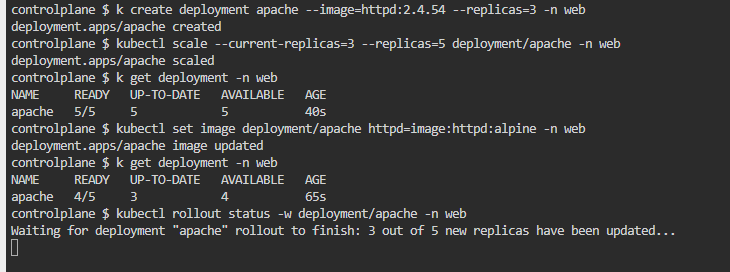 controlplane $ k create deployment apache --image=httpd:2.4.54 --replicas=3 -n web
deployment.apps/apache created
controlplane $ kubectl scale --current-replicas=3 --replicas=5 deployment/apache -n web
deployment.apps/apache scaled
controlplane $ k get deployment -n web
NAME     READY   UP-TO-DATE   AVAILABLE   AGE
apache   5/5     5            5           40s
controlplane $ kubectl set image deployment/apache httpd=image:httpd:alpine -n web
deployment.apps/apache image updated
controlplane $ k get deployment -n web
NAME     READY   UP-TO-DATE   AVAILABLE   AGE
apache   4/5     3            4           65s
controlplane $ kubectl rollout status -w deployment/apache -n web
Waiting for deployment "apache" rollout to finish: 3 out of 5 new replicas have been updated...